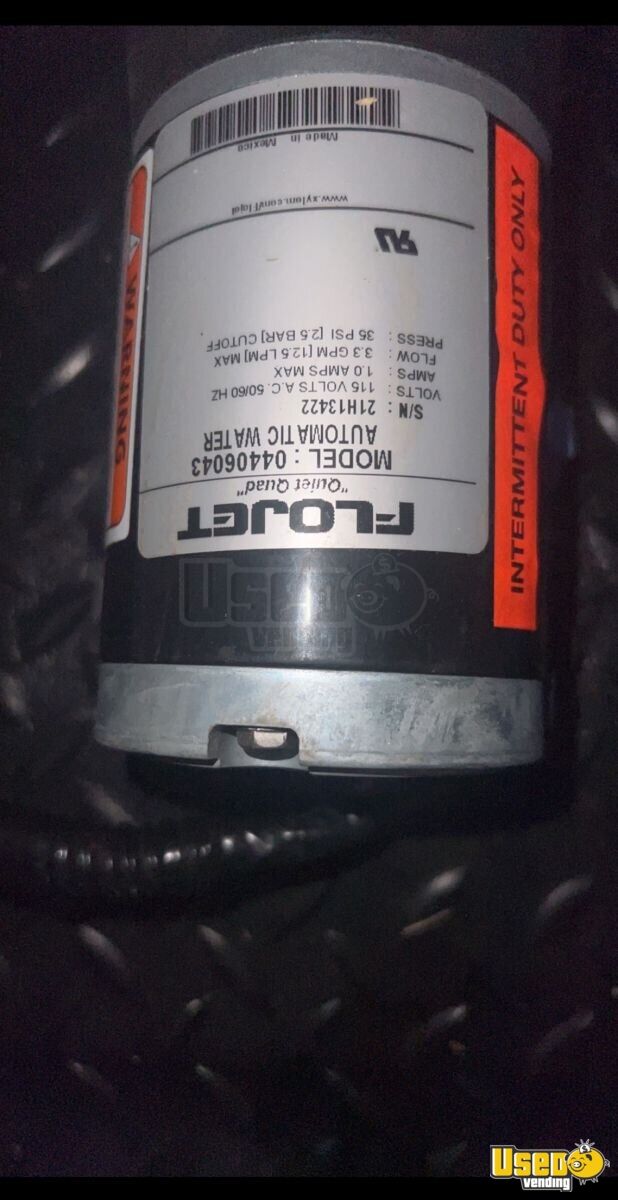 FLOJET
"Quiet Quad"
MODEL : 04406043
AUTOMATIC WATER
S/N : 21H13422
VOLTS : 115 VOLTS A.C. 50/60 HZ
AMPS : 1.0 AMPS MAX
FLOW : 3.3 GPM [12.5 LPM] MAX
PRESS : 35 PSI [2.5 BAR] CUTOFF
www.xylem.com/Flojet
Made in Mexico
WARNING
INTERMITTENT DUTY ONLY
Used vending
Used vending